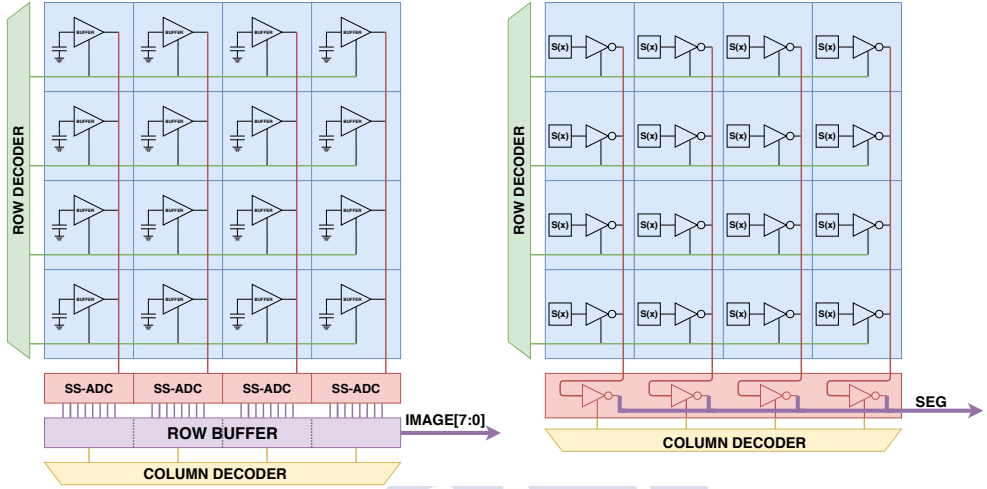 BUFFER BUFFER BUFFER BUFFER
BUFFER BUFFER BUFFER BUFFER
BUFFER BUFFER BUFFER BUFFER
BUFFER BUFFER BUFFER BUFFER
ROW DECODER
SS-ADC SS-ADC SS-ADC SS-ADC
ROW BUFFER
IMAGE[7:0]
COLUMN DECODER
S(x) S(x) S(x) S(x)
S(x) S(x) S(x) S(x)
S(x) S(x) S(x) S(x)
S(x) S(x) S(x) S(x)
ROW DECODER
SEG
COLUMN DECODER